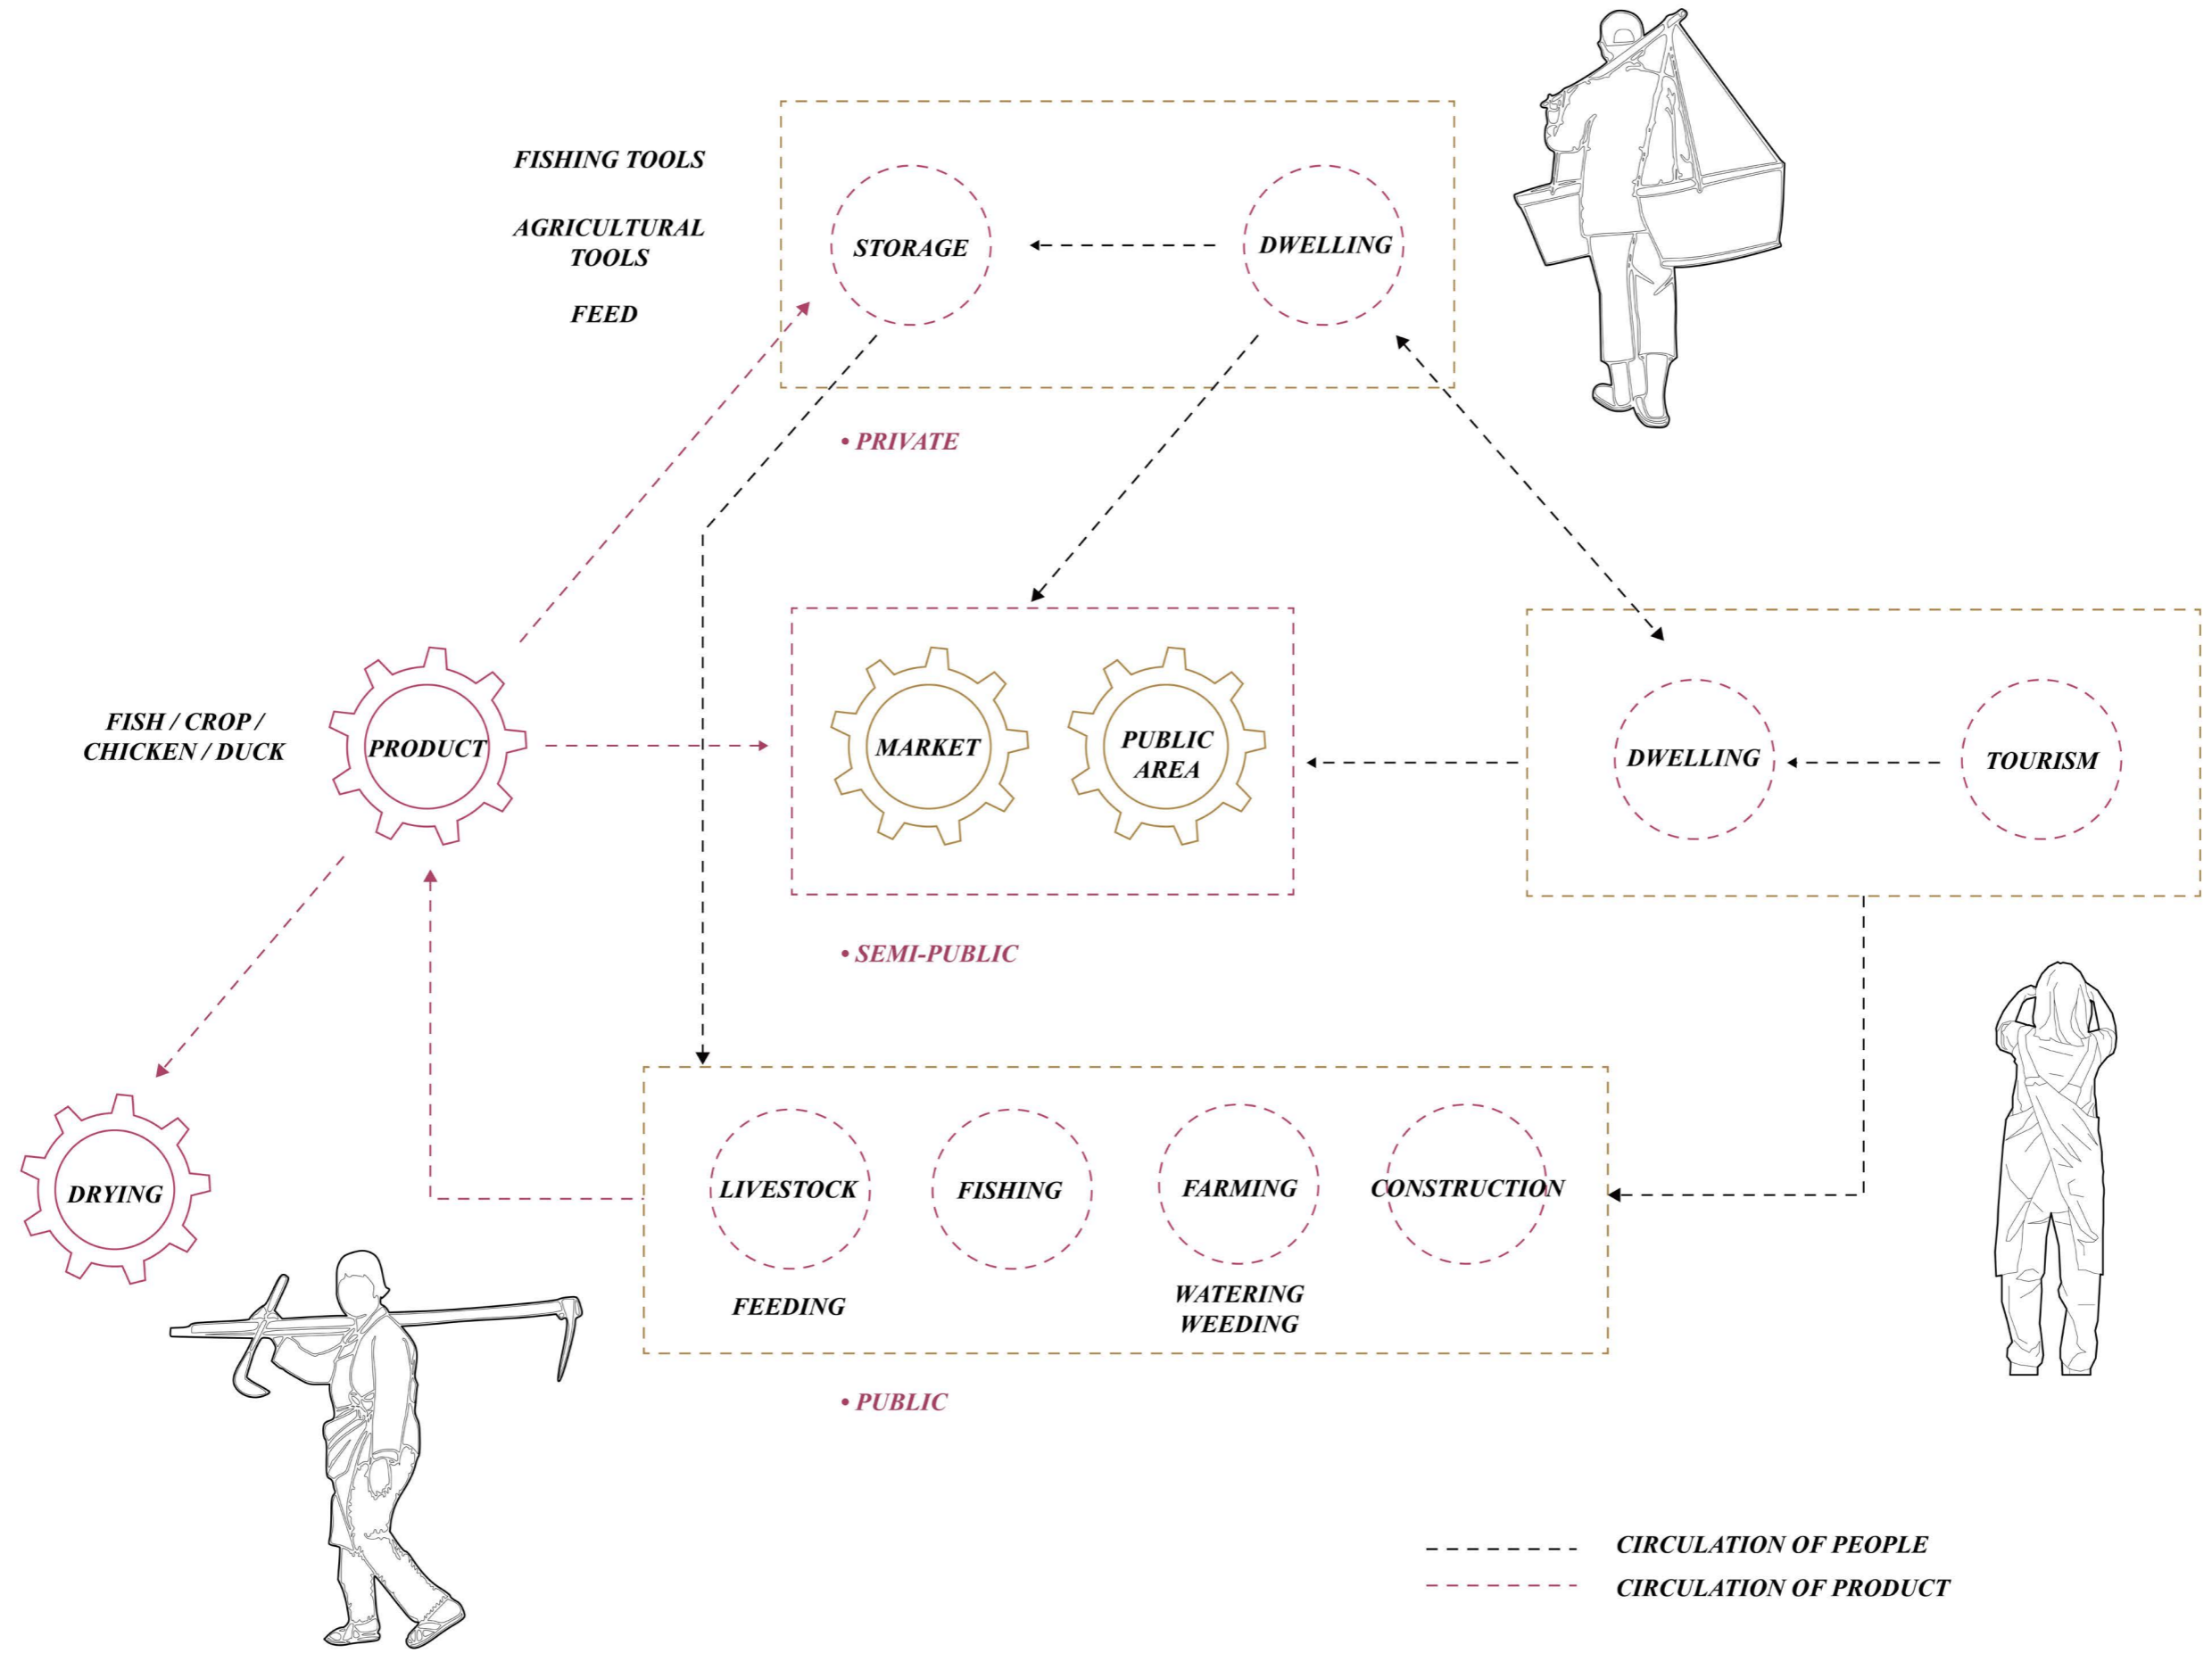 FISHING TOOLS
AGRICULTURAL
TOOLS
FEED
STORAGE
DWELLING
• PRIVATE
FISH / CROP /
CHICKEN / DUCK
PRODUCT
MARKET
PUBLIC
AREA
DWELLING
TOURISM
• SEMI-PUBLIC
DRYING
LIVESTOCK
FISHING
FARMING
CONSTRUCTION
FEEDING
WATERING
WEEDING
• PUBLIC
CIRCULATION OF PEOPLE
CIRCULATION OF PRODUCT